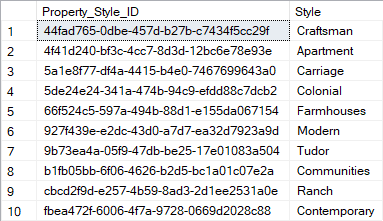 Property_Style_ID Style
1 44fad765-0dbe-457d-b27b-c7434f5cc29f Craftsman
2 4f41d240-bf3c-4cc7-8d3d-12bc6e78e93e Apartment
3 5a1e8f77-df4a-4415-b4e0-7467699643a0 Carriage
4 5de24e24-341a-474b-94c9-efdd88c7dcb2 Colonial
5 66f524c5-597a-494b-88d1-e155da067154 Farmhouses
6 927f439e-e2dc-43d0-a7d7-ea32d7923a9d Modern
7 9b73ea4a-05f9-47db-be25-17e01083a504 Tudor
8 b1fb05bb-6f06-4626-b2d5-bc1a01c07e2a Communities
9 cbcd2f9d-e257-4b59-8ad3-2d1ee2531a0e Ranch
10 fbea472f-6006-4f7a-9728-0669d2028c88 Contemporary